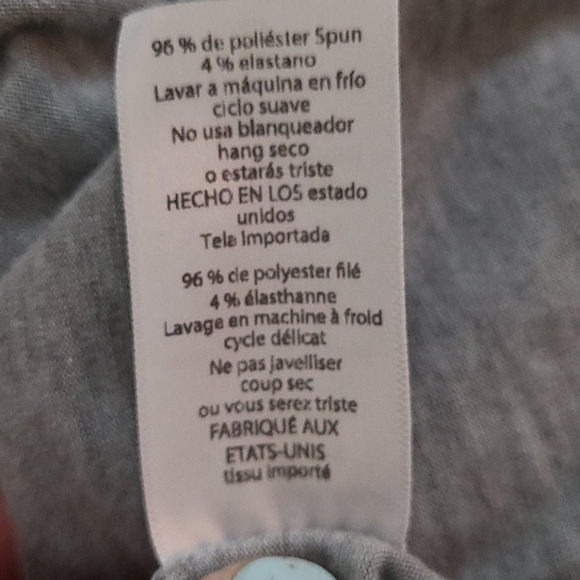 96 % de poliéster Spun
4 % elastano
Lavar a máquina en frío
ciclo suave
No usa blanqueador
hang seco
o estarás triste
HECHO EN LOS estado
unidos
Tela Importada
96 % de polyester filé
4 % élasthanne
Lavage en machine à froid
cycle délicat
Ne pas javelliser
coup sec
ou vous serez triste
FABRIQUÉ AUX
ETATS-UNIS
tissu importé